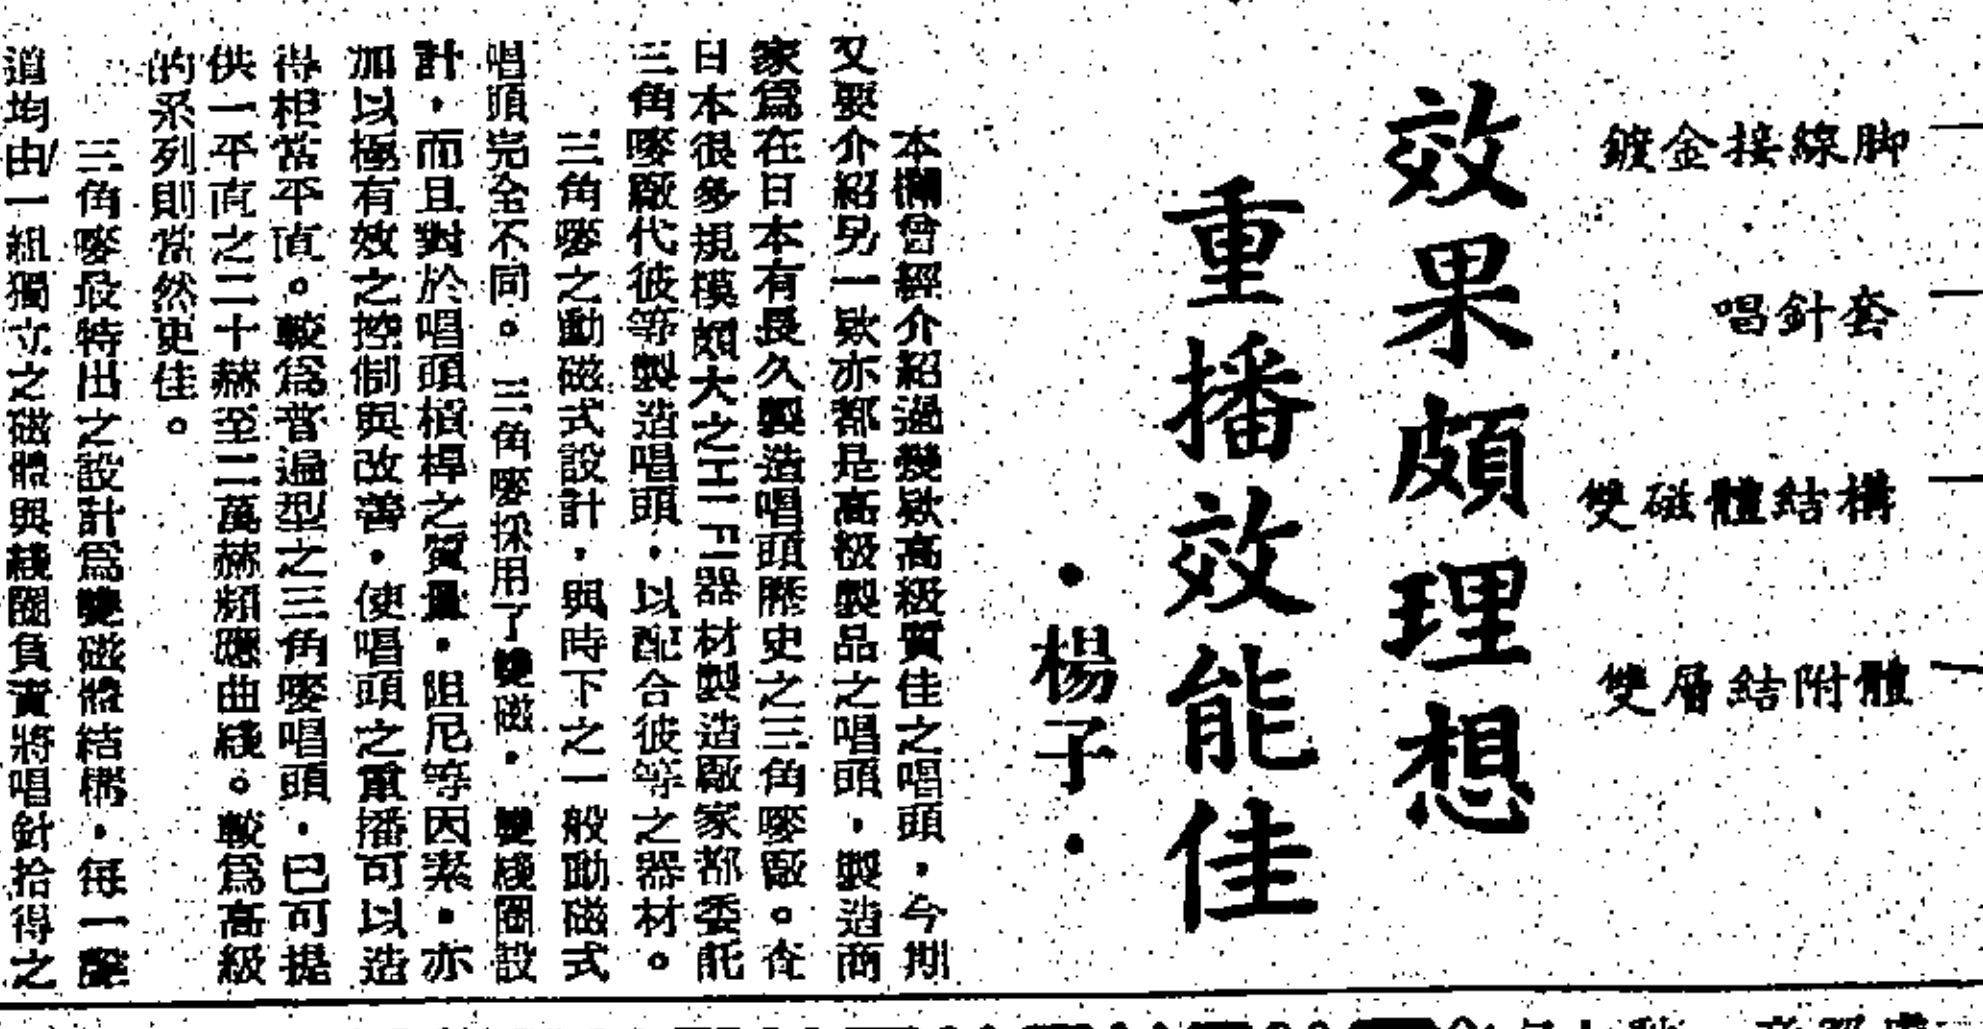 鍍金接線脚
唱針套
雙磁體結構
雙層結附體
效果頗理想
重播效能佳
·楊子·
本欄曾經介紹過幾欵高級質佳之唱頭，今期
又要介紹另一欵亦都是高級製品之唱頭，製造商
家爲在日本有長久製造唱頭歷史之三角嘜廠。在
日本很多規模頗大之HiFi器材製造廠家都委託
三角嘜廠代彼等製造唱頭，以配合彼等之器材。
三角嘜之動磁式設計，與時下之一般動磁式
唱頭完全不同。三角嘜採用了雙磁，雙綫圈設
計，而且對於唱頭槓桿之質量，阻尼等因素，亦
加以極有效之控制與改善，使唱頭之重播可以造
得相當平直。較爲普遍型之三角嘜唱頭，已可提
供一平直之二十赫至二萬赫頻應曲綫。較爲高級
的系列則當然更佳。
三角嘜最特出之設計爲雙磁體結構，每一聲
道均由一組獨立之磁體與綫圈負責將唱針拾得之